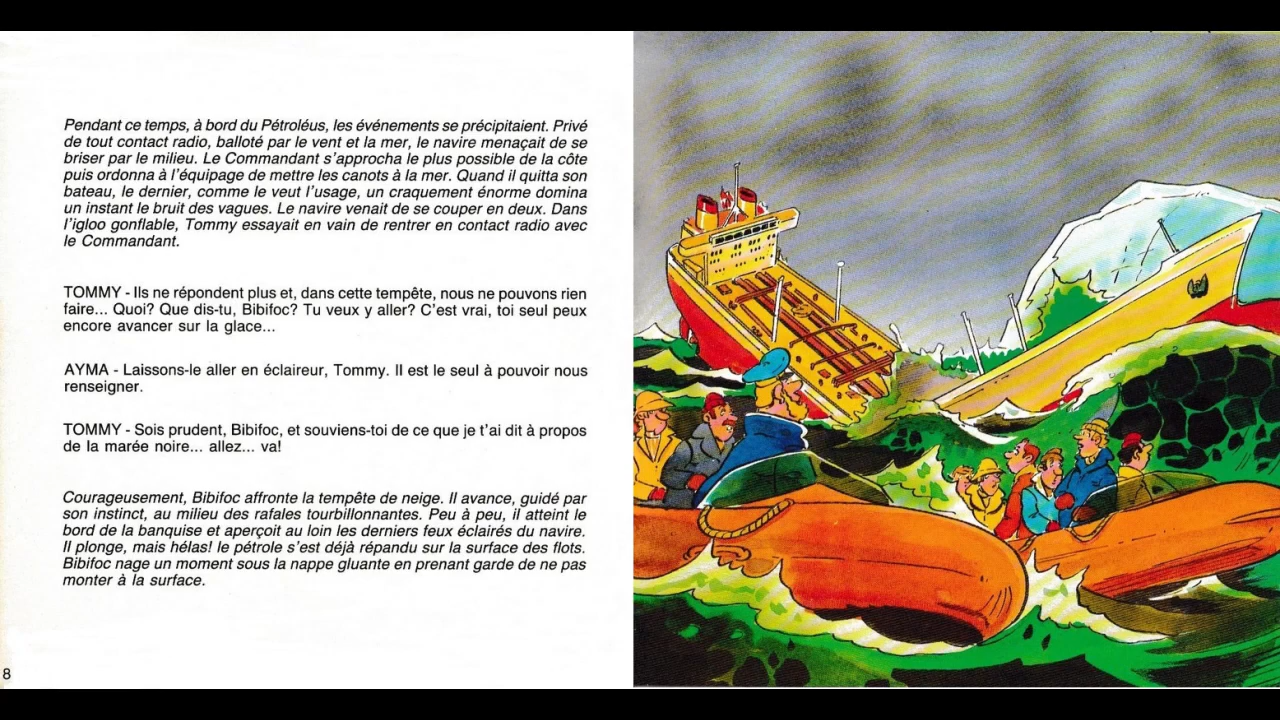 Pendant ce temps, à bord du Pétroléus, les événements se précipitaient. Privé
de tout contact radio, balloté par le vent et la mer, le navire menaçait de se
briser par le milieu. Le Commandant s'approcha le plus possible de la côte
puis ordonna à l'équipage de mettre les canots à la mer. Quand il quitta son
bateau, le dernier, comme le veut l'usage, un craquement énorme domina
un instant le bruit des vagues. Le navire venait de se couper en deux. Dans
l'igloo gonflable, Tommy essayait en vain de rentrer en contact radio avec
le Commandant.
TOMMY - Ils ne répondent plus et, dans cette tempête, nous ne pouvons rien
faire... Quoi? Que dis-tu, Bibifoc? Tu veux y aller? C'est vrai, toi seul peux
encore avancer sur la glace...
AYMA - Laissons-le aller en éclaireur, Tommy. Il est le seul à pouvoir nous
renseigner.
TOMMY - Sois prudent, Bibifoc, et souviens-toi de ce que je t'ai dit à propos
de la marée noire... allez... va!
Courageusement, Bibifoc affronte la tempête de neige. Il avance, guidé par
son instinct, au milieu des rafales tourbillonnantes. Peu à peu, il atteint le
bord de la banquise et aperçoit au loin les derniers feux éclairés du navire.
Il plonge, mais hélas! le pétrole s'est déjà répandu sur la surface des flots.
Bibifoc nage un moment sous la nappe gluante en prenant garde de ne pas
monter à la surface.
8